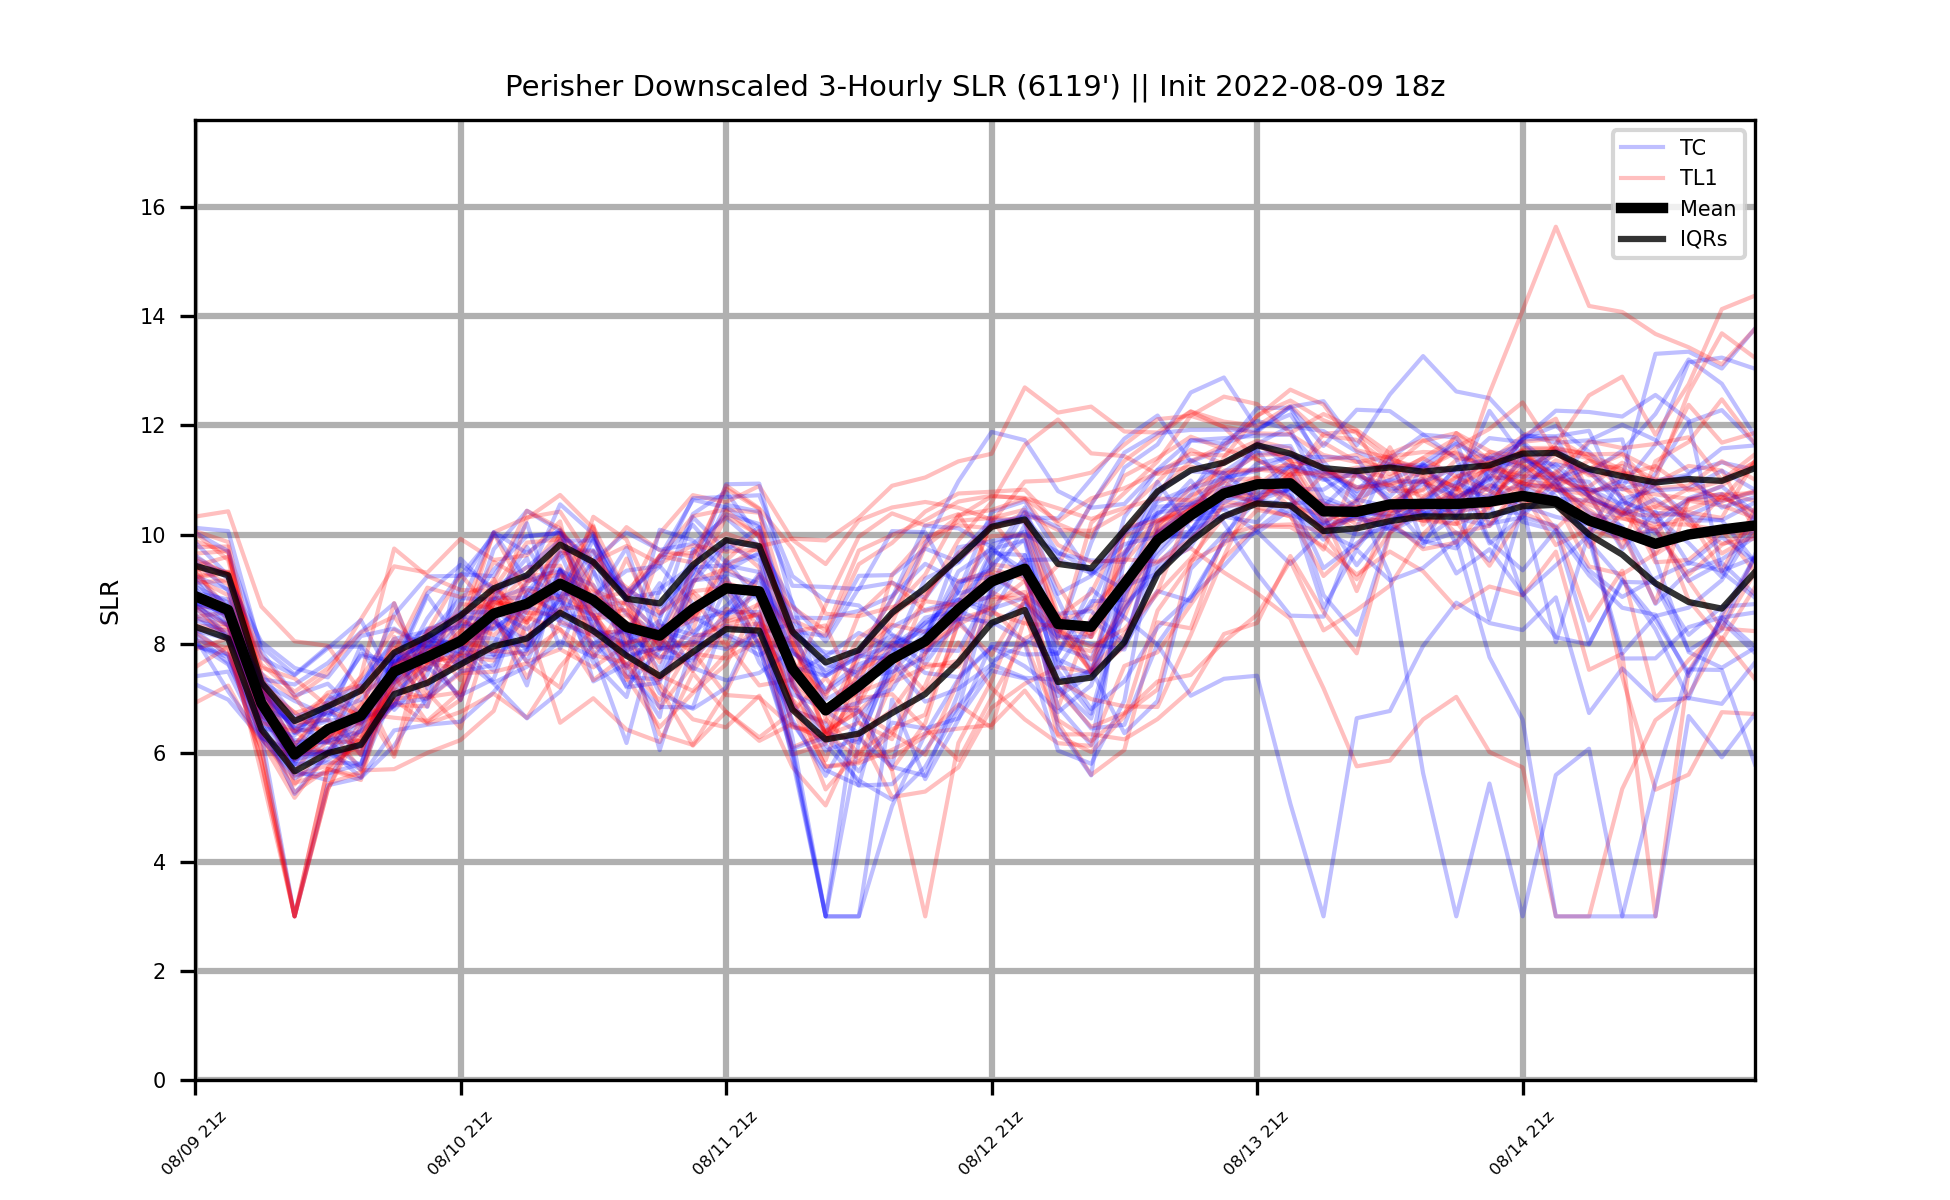 Perisher Downscaled 3-Hourly SLR (6119') || Init 2022-08-09 18z
TC
TL1
Mean
IQRs
SLR
16
14
12
10
8
6
4
2
0
08/09 21z
08/10 21z
08/11 21z
08/12 21z
08/13 21z
08/14 21z